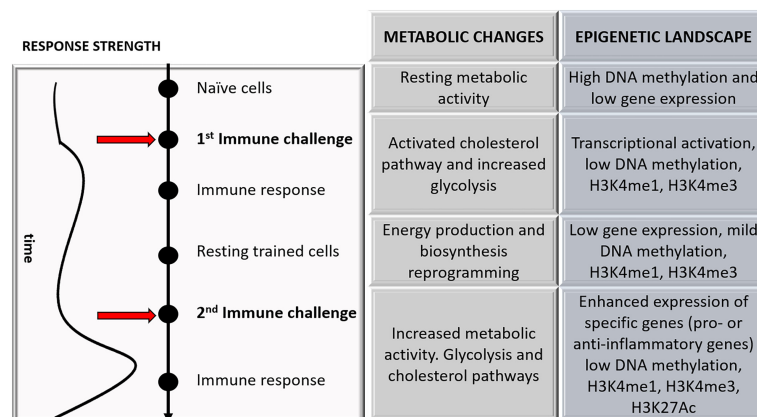 RESPONSE STRENGTH
METABOLIC CHANGES
EPIGENETIC LANDSCAPE
time
Naïve cells
Resting metabolic
activity
High DNA methylation and
low gene expression
1st Immune challenge
Immune response
Activated cholesterol
pathway and increased
glycolysis
Transcriptional activation,
low DNA methylation,
H3K4me1, H3K4me3
Resting trained cells
Energy production and
biosynthesis
reprogramming
Low gene expression, mild
DNA methylation,
H3K4me1, H3K4me3
2nd Immune challenge
Immune response
Increased metabolic
activity. Glycolysis and
cholesterol pathways
Enhanced expression of
specific genes (pro- or
anti-inflammatory genes)
low DNA methylation,
H3K4me1, H3K4me3,
H3K27Ac